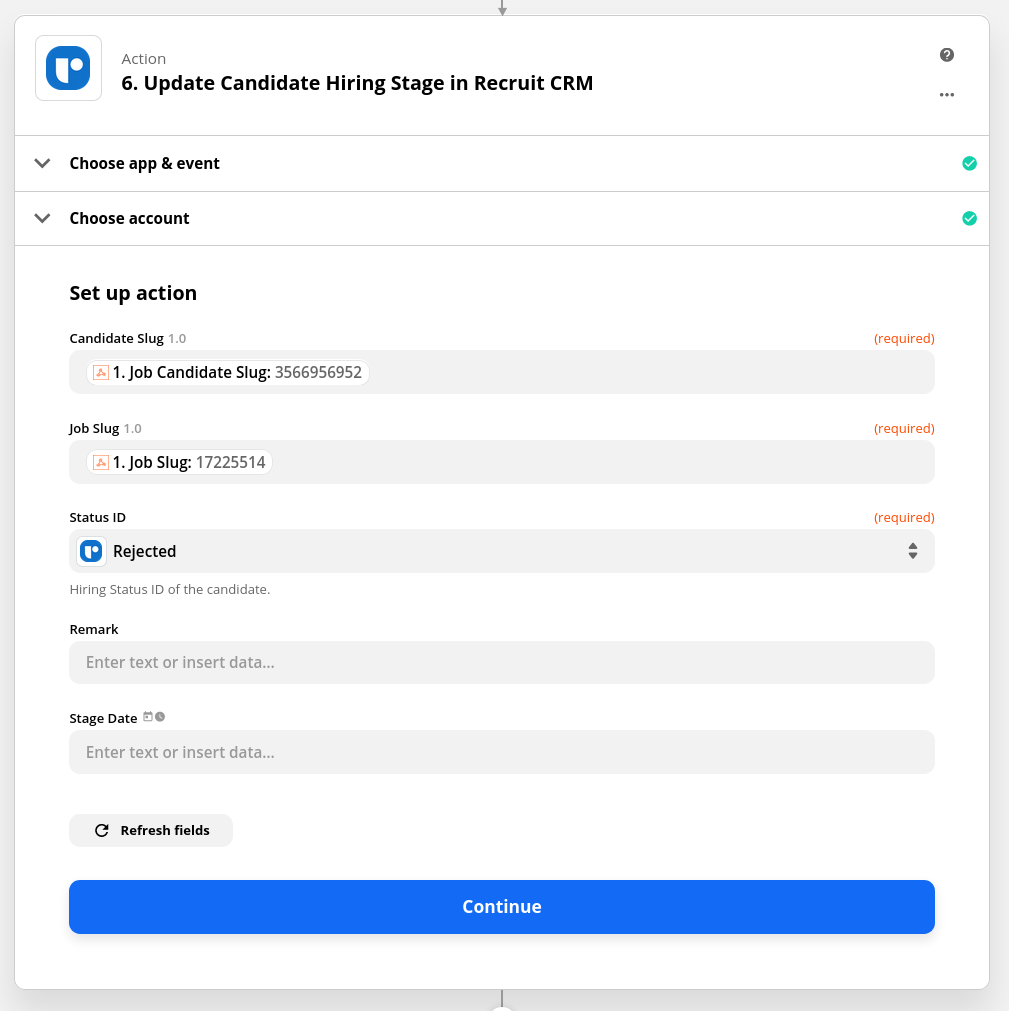 Action
6. Update Candidate Hiring Stage in Recruit CRM
Choose app & event
Choose account
Set up action
Candidate Slug 1.0 (required)
1. Job Candidate Slug: 3566956952
Job Slug 1.0 (required)
1. Job Slug: 17225514
Status ID (required)
Rejected
Hiring Status ID of the candidate.
Remark
Enter text or insert data...
Stage Date
Enter text or insert data...
Refresh fields
Continue